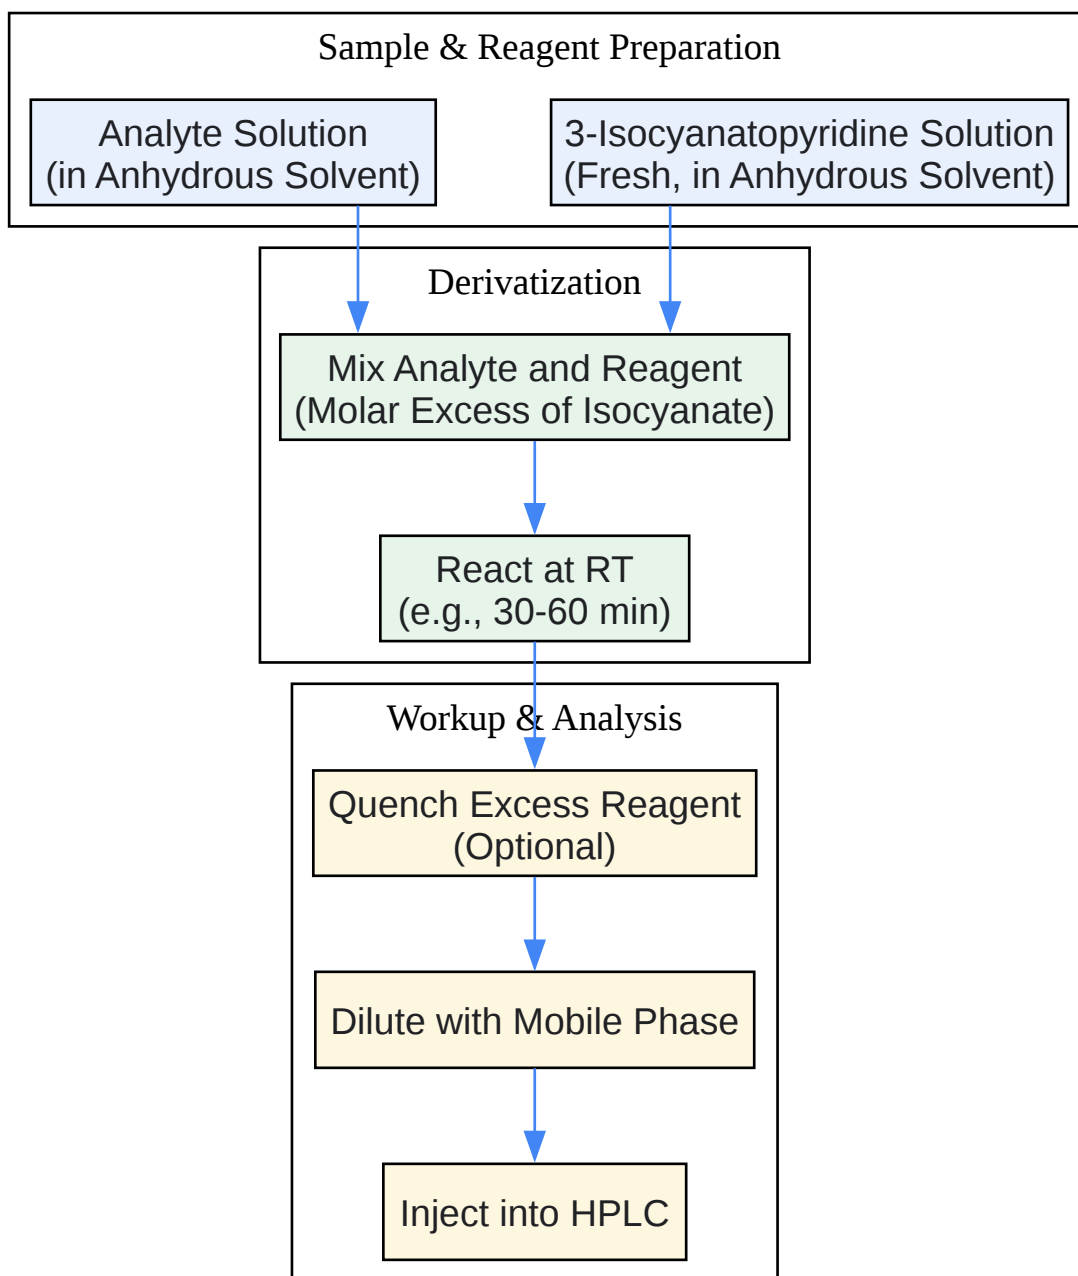 Sample & Reagent Preparation
Analyte Solution
(in Anhydrous Solvent)
3-Isocyanatopyridine Solution
(Fresh, in Anhydrous Solvent)
Derivatization
Mix Analyte and Reagent
(Molar Excess of Isocyanate)
React at RT
(e.g., 30-60 min)
Workup & Analysis
Quench Excess Reagent
(Optional)
Dilute with Mobile Phase
Inject into HPLC